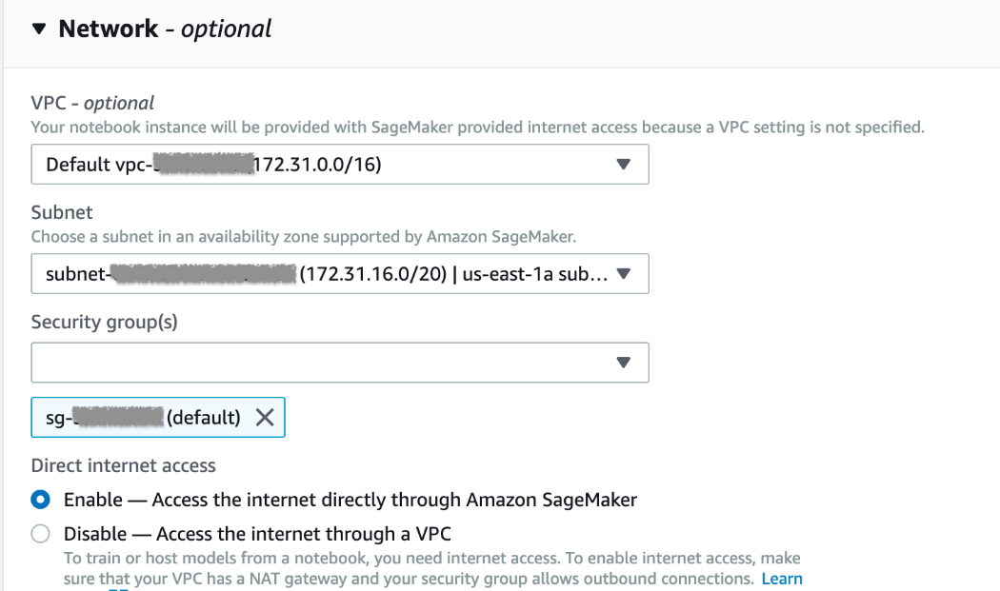 Network - optional
VPC - optional
Your notebook instance will be provided with SageMaker provided internet access because a VPC setting is not specified.
Default vpc- 172.31.0.0/16)
Subnet
Choose a subnet in an availability zone supported by Amazon SageMaker.
subnet- (172.31.16.0/20) | us-east-1a sub...
Security group(s)
sg- (default)
Direct internet access
Enable — Access the internet directly through Amazon SageMaker
Disable — Access the internet through a VPC
To train or host models from a notebook, you need internet access. To enable internet access, make
sure that your VPC has a NAT gateway and your security group allows outbound connections. Learn